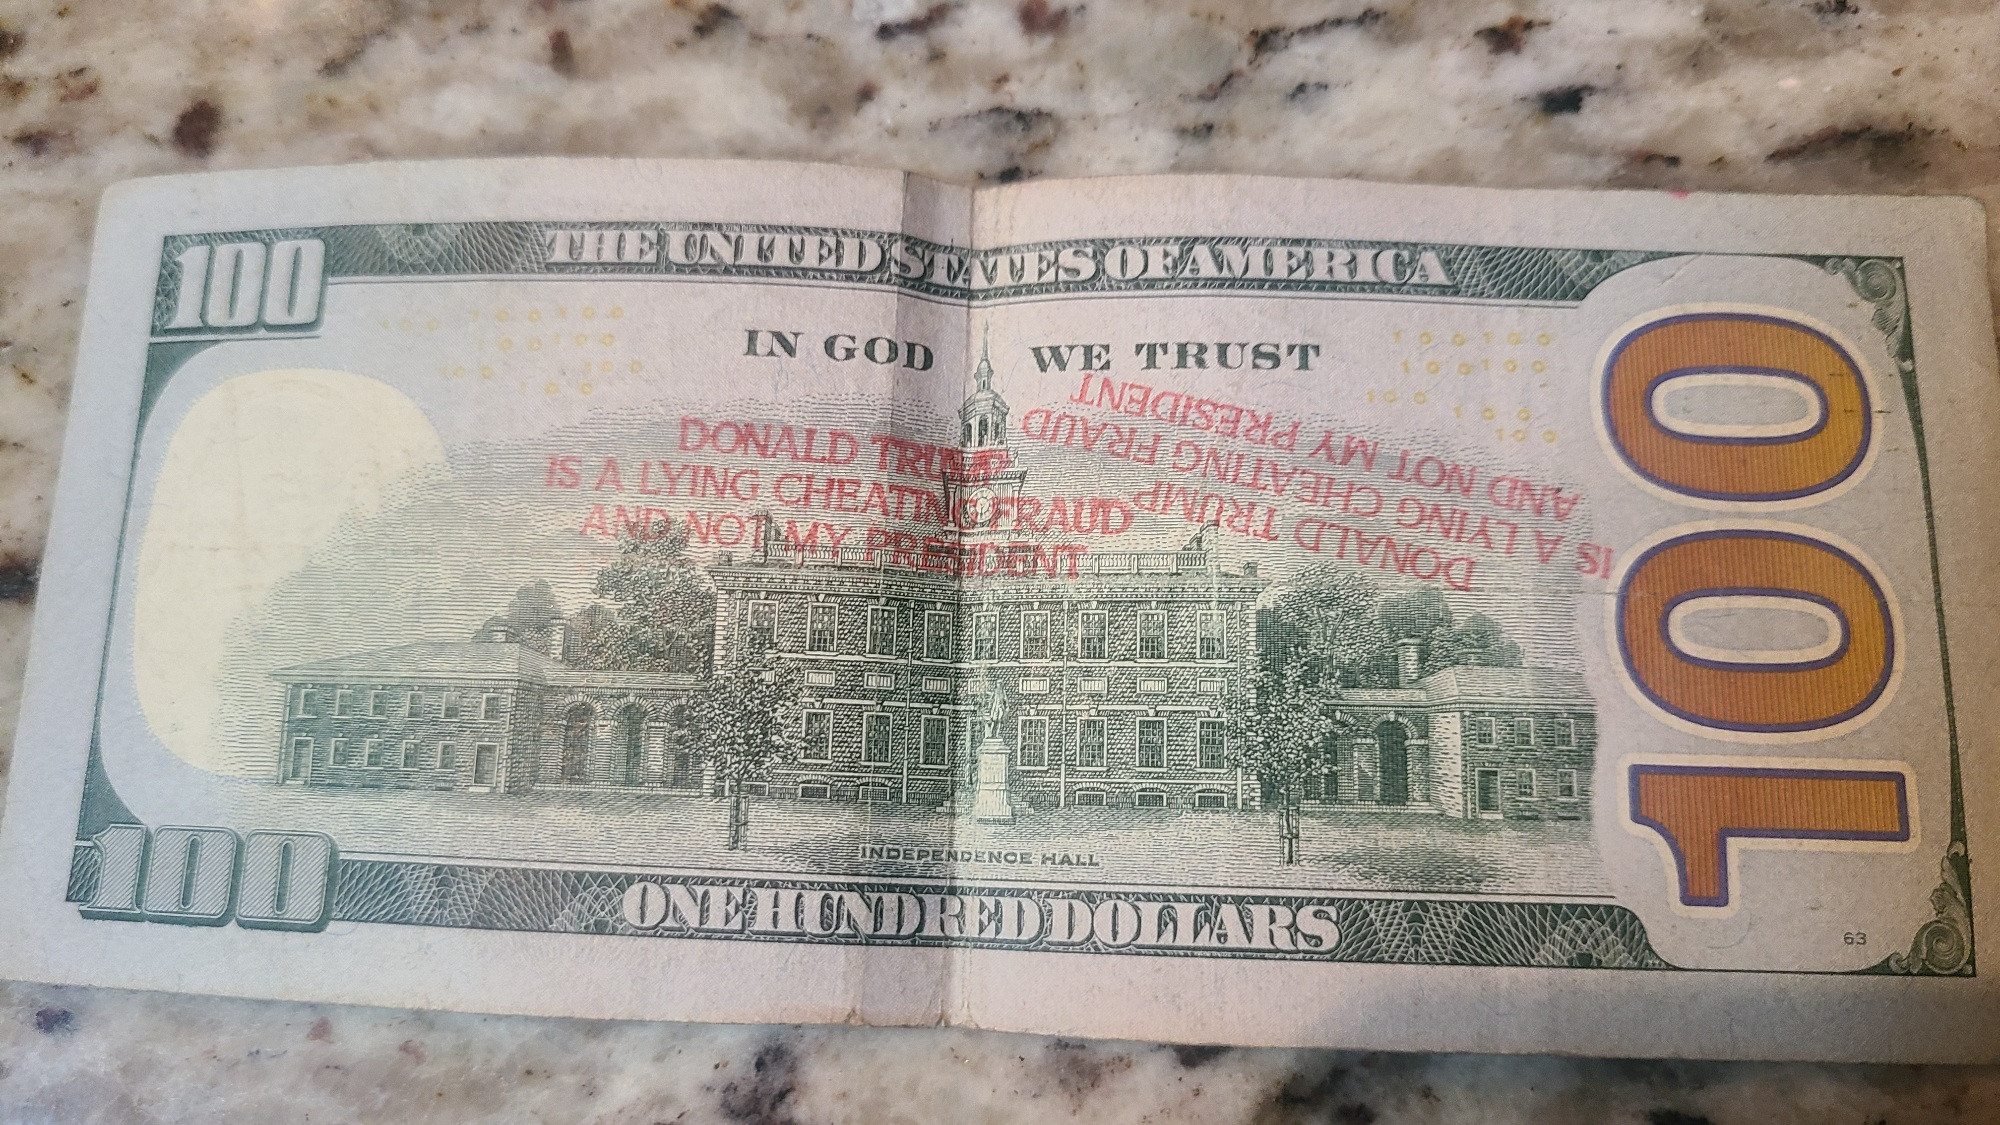 100
THE UNITED STATES OF AMERICA
IN GOD WE TRUST
DONALD TRUMP
IS A LYING CHEATING FRAUD
AND NOT MY PRESIDENT
DONALD TRUMP
IS A LYING CHEATING FRAUD
AND NOT MY PRESIDENT
100
INDEPENDENCE HALL
100
ONE HUNDRED DOLLARS
63